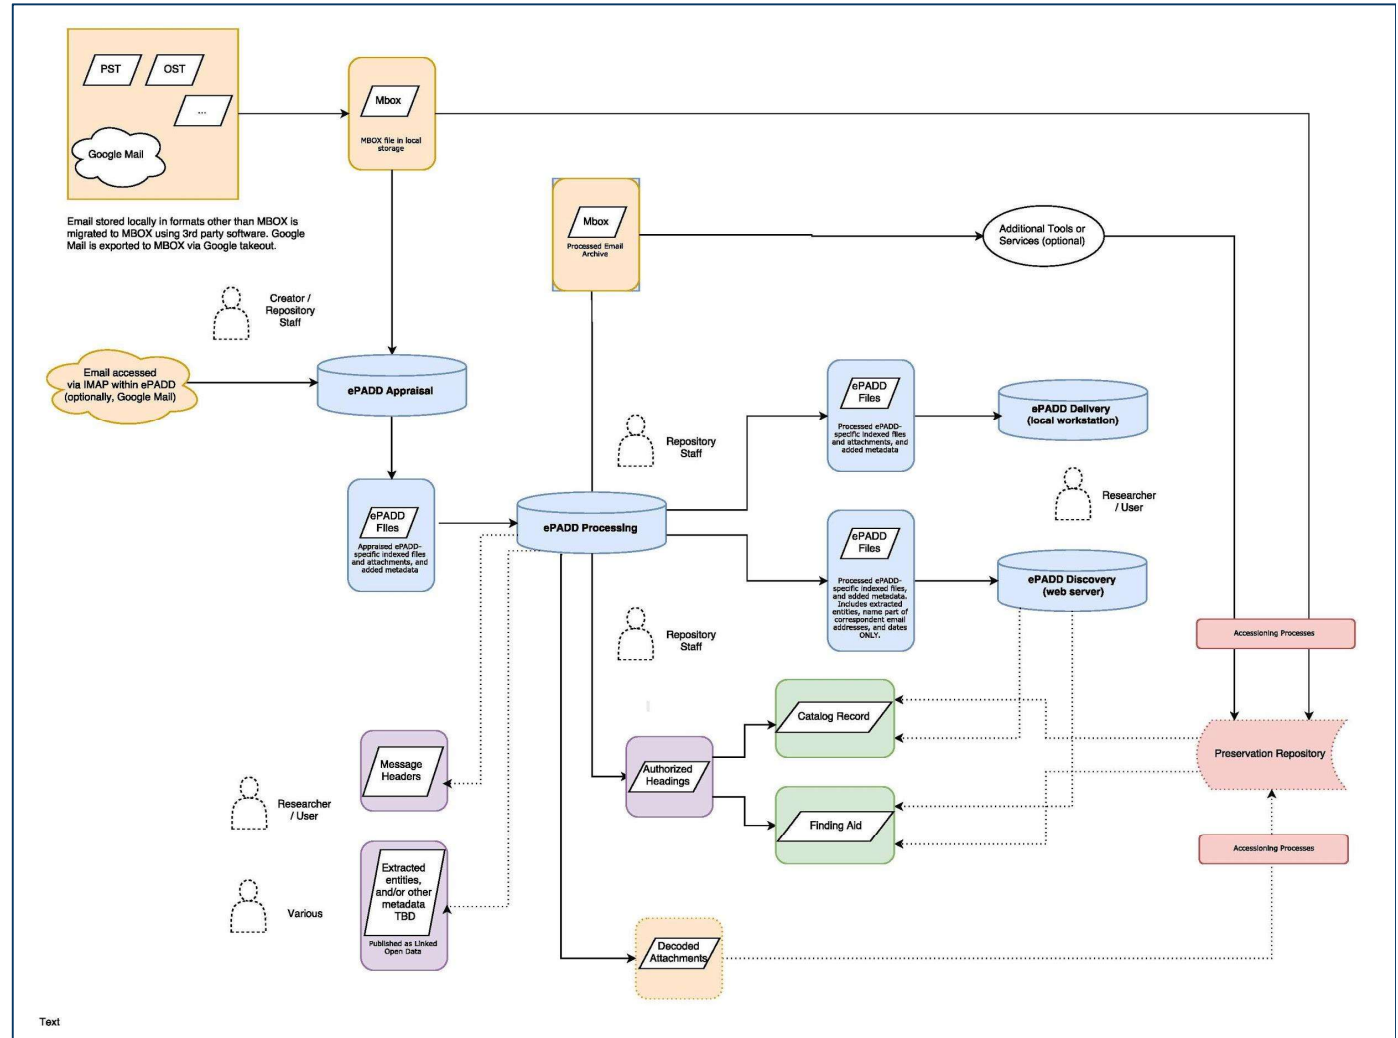 PST
OST
...
Google Mail
Mbox
MBOX file in local
storage
Email stored locally in formats other than MBOX is
migrated to MBOX using 3rd party software. Google
Mail is exported to MBOX via Google takeout.
Mbox
Processed Email
Archive
Additional Tools or
Services (optional)
Creator /
Repository
Staff
Email accessed
via IMAP within ePADD
(optionally, Google Mail)
ePADD Appraisal
ePADD
Files
Appraised ePADD-
specific indexed files
and attachments, and
added metadata
ePADD Processing
Repository
Staff
ePADD
Files
Processed ePADD-
specific indexed files
and attachments, and
added metadata
ePADD Delivery
(local workstation)
Researcher
/ User
ePADD
Files
Processed ePADD-
specific indexed files,
and added metadata.
Includes extracted
entities, name part of
correspondent email
addresses, and dates
ONLY.
ePADD Discovery
(web server)
Repository
Staff
Accessioning Processes
Catalog Record
Preservation Repository
Authorized
Headings
Finding Aid
Accessioning Processes
Message
Headers
Researcher
/ User
Extracted
entities,
and/or other
metadata
TBD
Published as Linked
Open Data
Various
Decoded
Attachments
Text